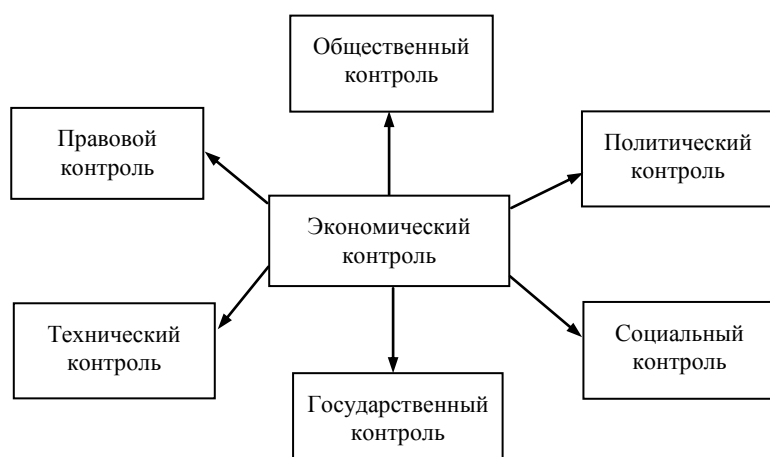 Общественный
контроль
Правовой
контроль
Политический
контроль
Экономический
контроль
Технический
контроль
Социальный
контроль
Государственный
контроль